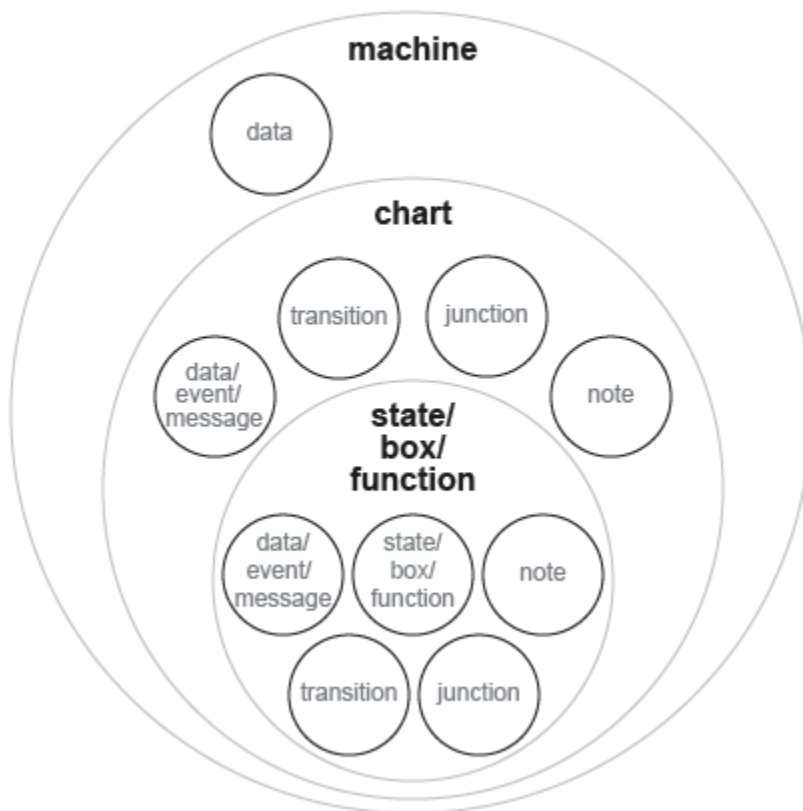 machine
data
chart
transition
junction
data/
event/
message
note
state/
box/
function
data/
event/
message
state/
box/
function
note
transition
junction